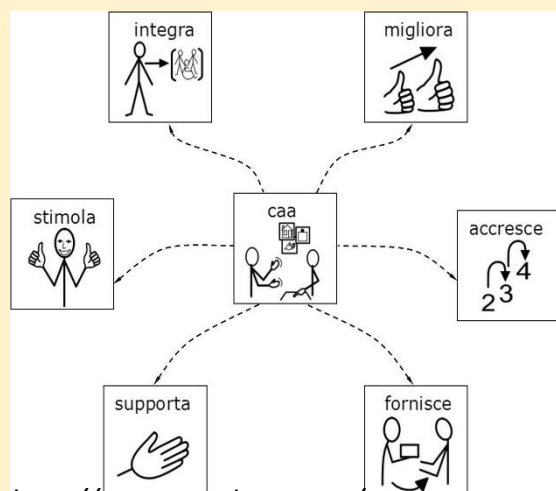 integra
migliora
stimola
caa
accresce
2 3 4
supporta
fornisce